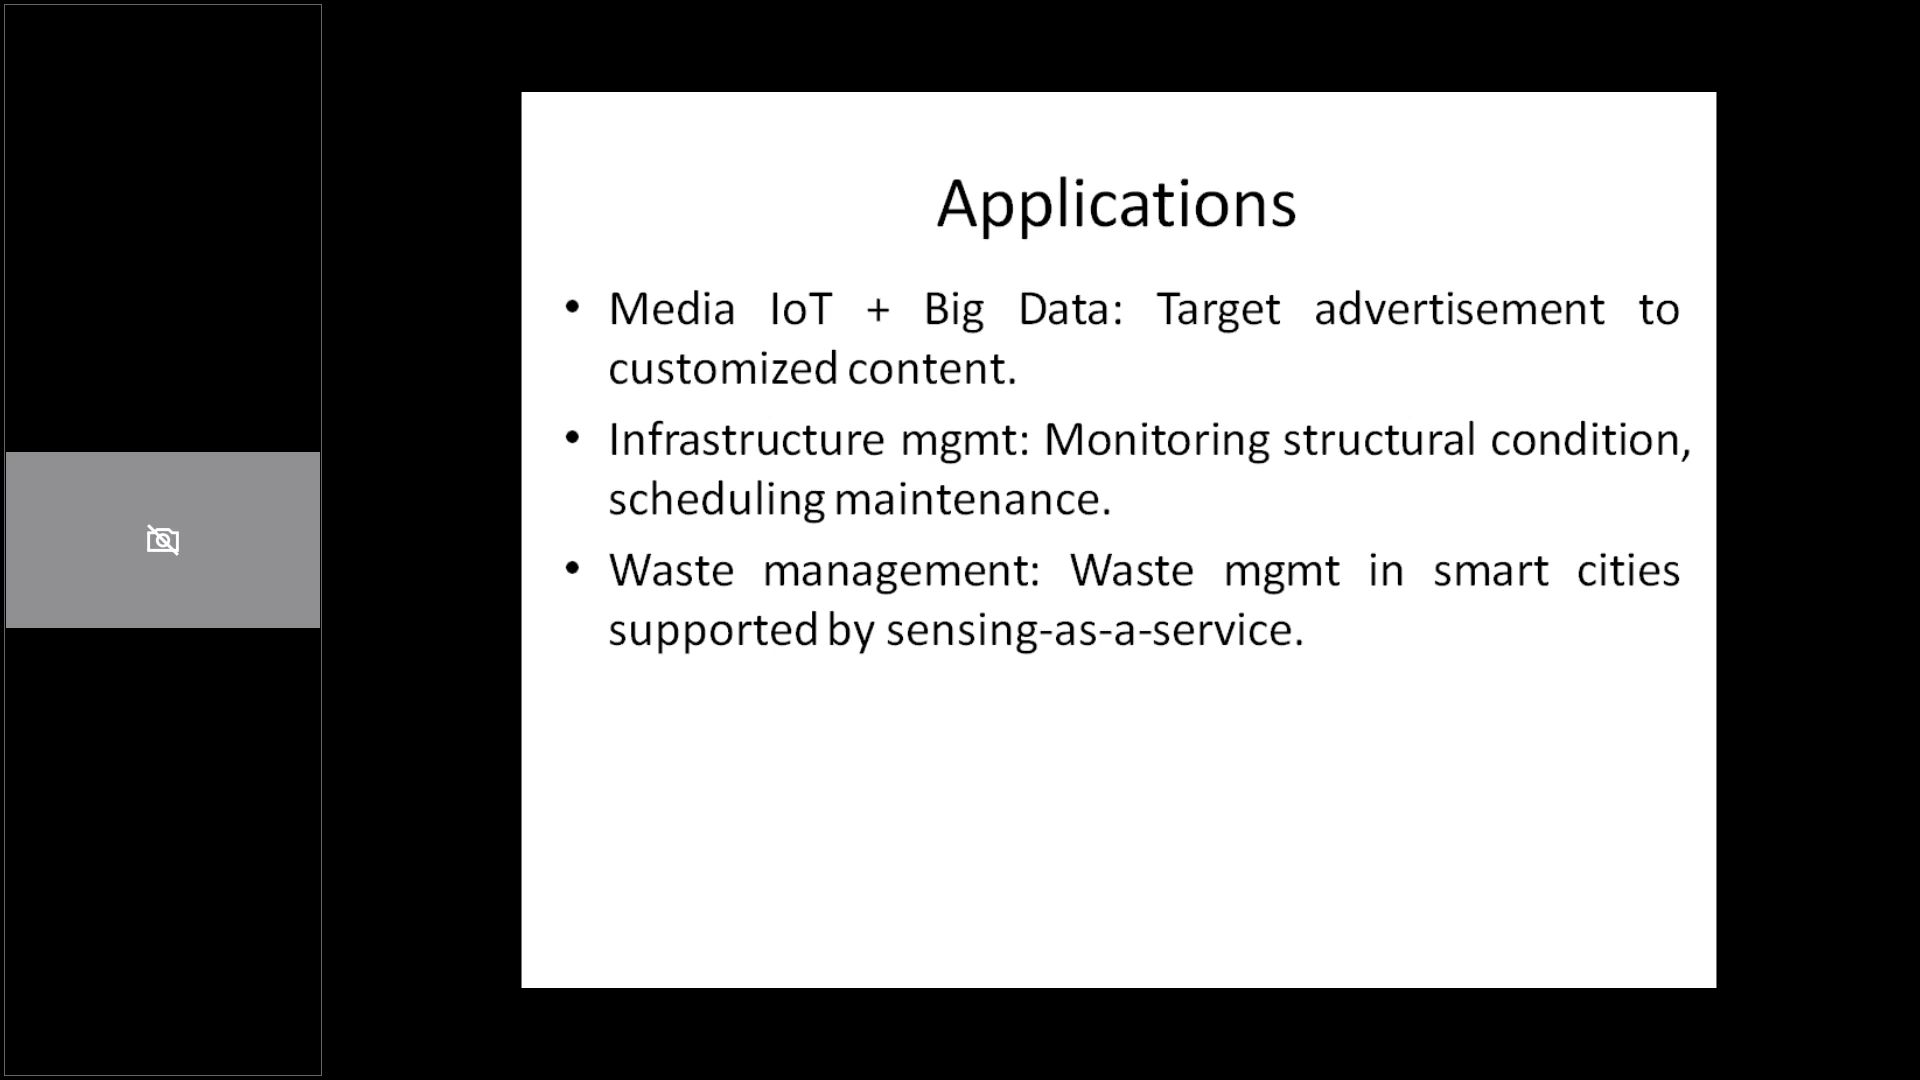 Applications
• Media IoT + Big Data: Target advertisement to
customized content.
• Infrastructure mgmt: Monitoring structural condition,
scheduling maintenance.
• Waste management: Waste mgmt in smart cities
supported by sensing-as-a-service.